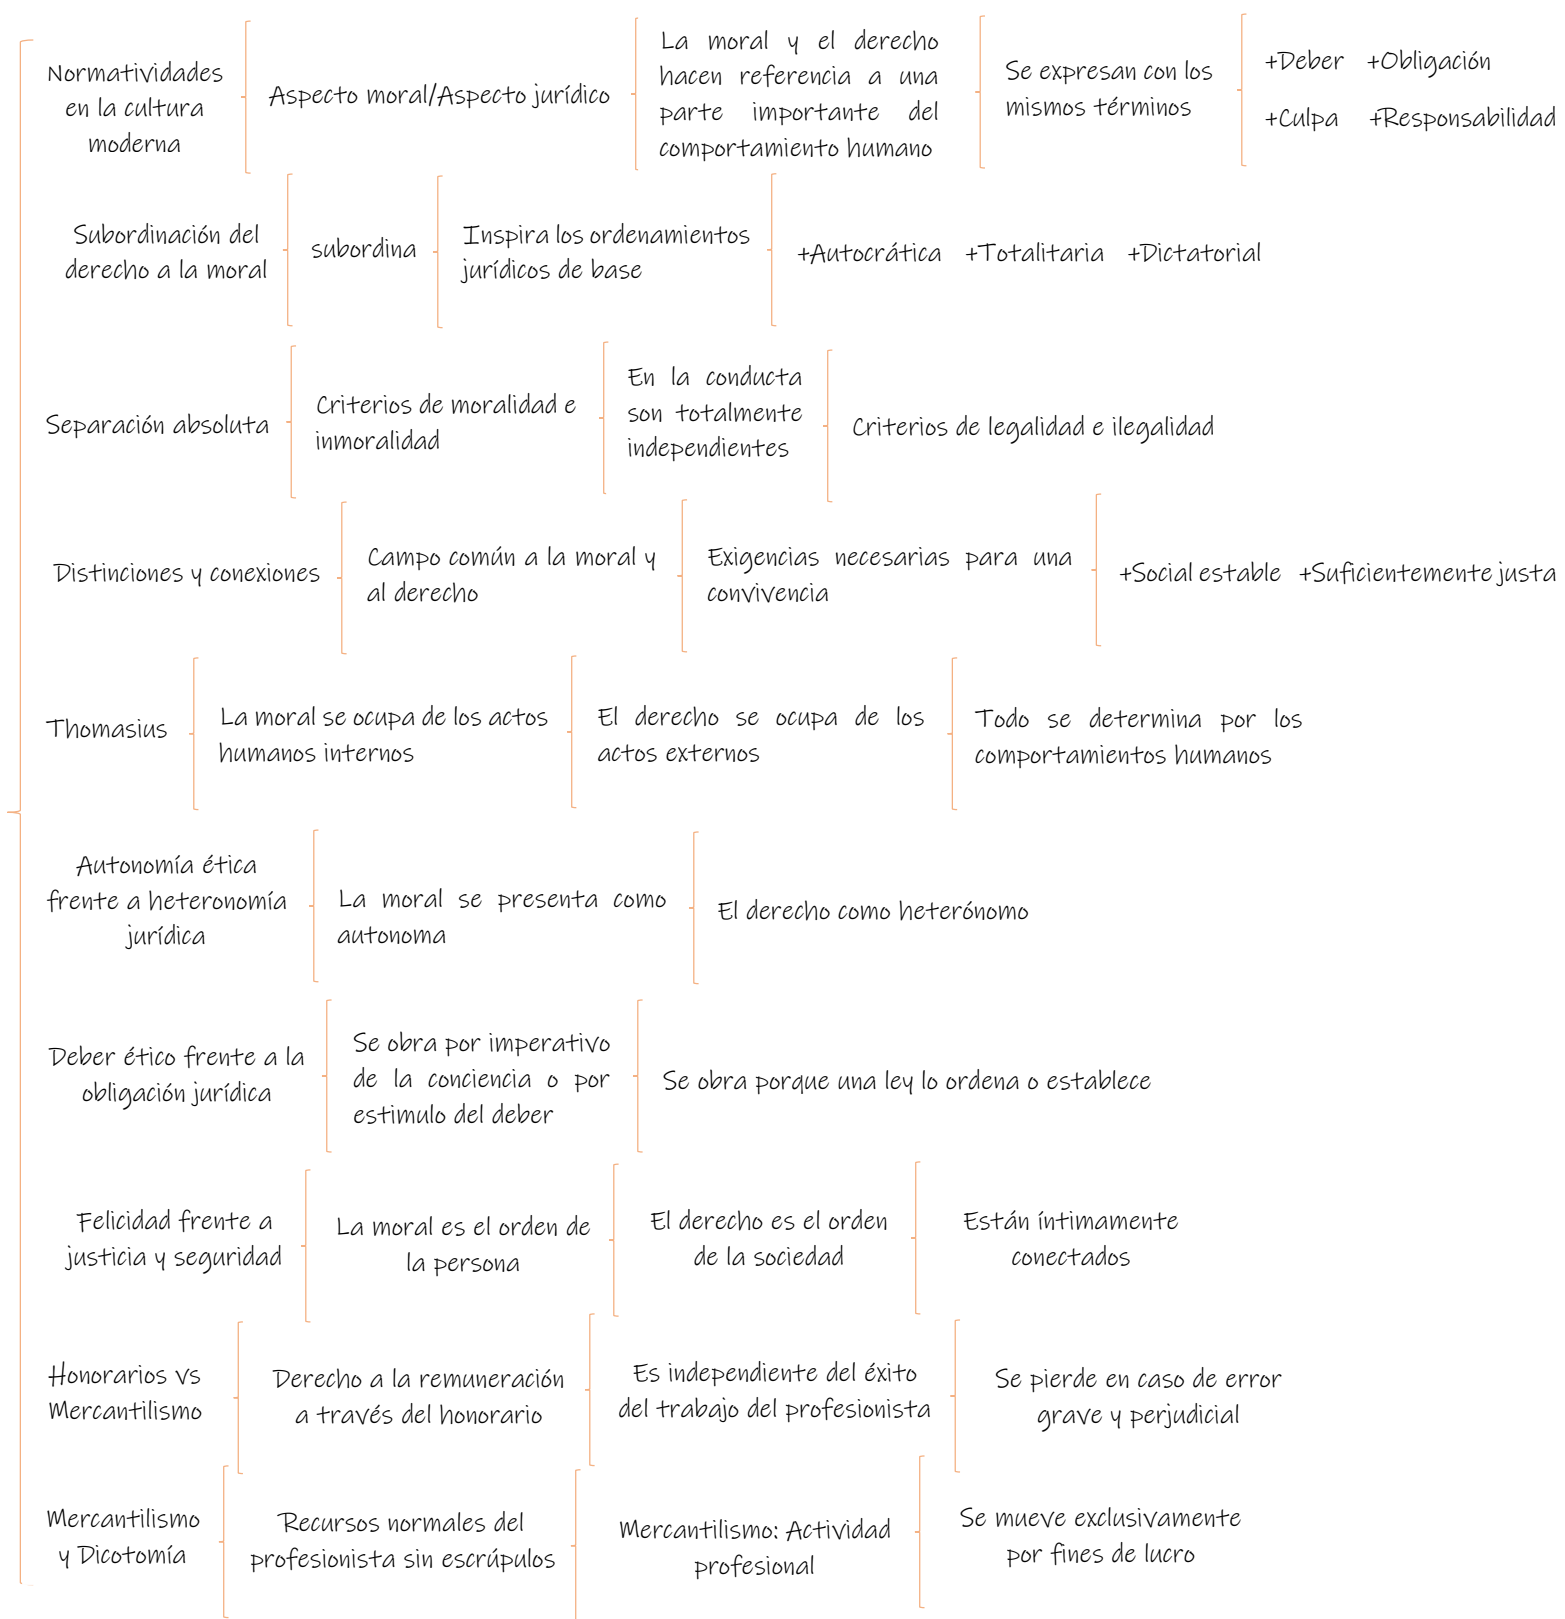 Normatividades
en la cultura
moderna
Aspecto moral/Aspecto jurídico
La moral y el derecho
hacen referencia a una
parte importante del
comportamiento humano
Se expresan con los
mismos términos
+Deber +Obligación
+Culpa +Responsabilidad
Subordinación del
derecho a la moral
subordina
Inspira los ordenamientos
jurídicos de base
+Autocrática +Totalitaria +Dictatorial
Separación absoluta
Criterios de moralidad e
inmoralidad
En la conducta
son totalmente
independientes
Criterios de legalidad e ilegalidad
Distinciones y conexiones
Campo común a la moral y
al derecho
Exigencias necesarias para una
convivencia
+Social estable +Suficientemente justa
Thomasius
La moral se ocupa de los actos
humanos internos
El derecho se ocupa de los
actos externos
Todo se determina por los
comportamientos humanos
Autonomía ética
frente a heteronomía
jurídica
La moral se presenta como
autonoma
El derecho como heterónomo
Deber ético frente a la
obligación jurídica
Se obra por imperativo
de la conciencia o por
estimulo del deber
Se obra porque una ley lo ordena o establece
Felicidad frente a
justicia y seguridad
La moral es el orden de
la persona
El derecho es el orden
de la sociedad
Están íntimamente
conectados
Honorarios vs
Mercantilismo
Derecho a la remuneración
a través del honorario
Es independiente del éxito
del trabajo del profesionista
Se pierde en caso de error
grave y perjudicial
Mercantilismo
y Dicotomía
Recursos normales del
profesionista sin escrúpulos
Mercantilismo: Actividad
profesional
Se mueve exclusivamente
por fines de lucro